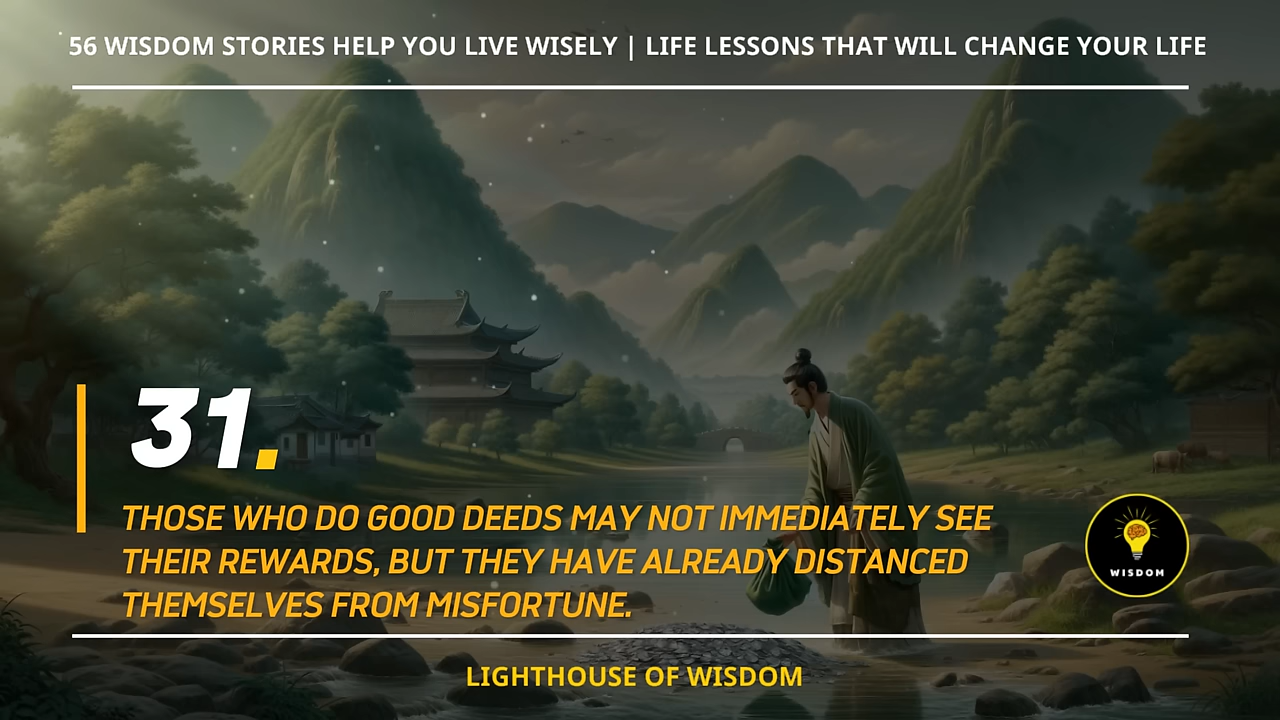 56 WISDOM STORIES HELP YOU LIVE WISELY | LIFE LESSONS THAT WILL CHANGE YOUR LIFE
31.
THOSE WHO DO GOOD DEEDS MAY NOT IMMEDIATELY SEE
THEIR REWARDS, BUT THEY HAVE ALREADY DISTANCED
THEMSELVES FROM MISFORTUNE.
WISDOM
LIGHTHOUSE OF WISDOM